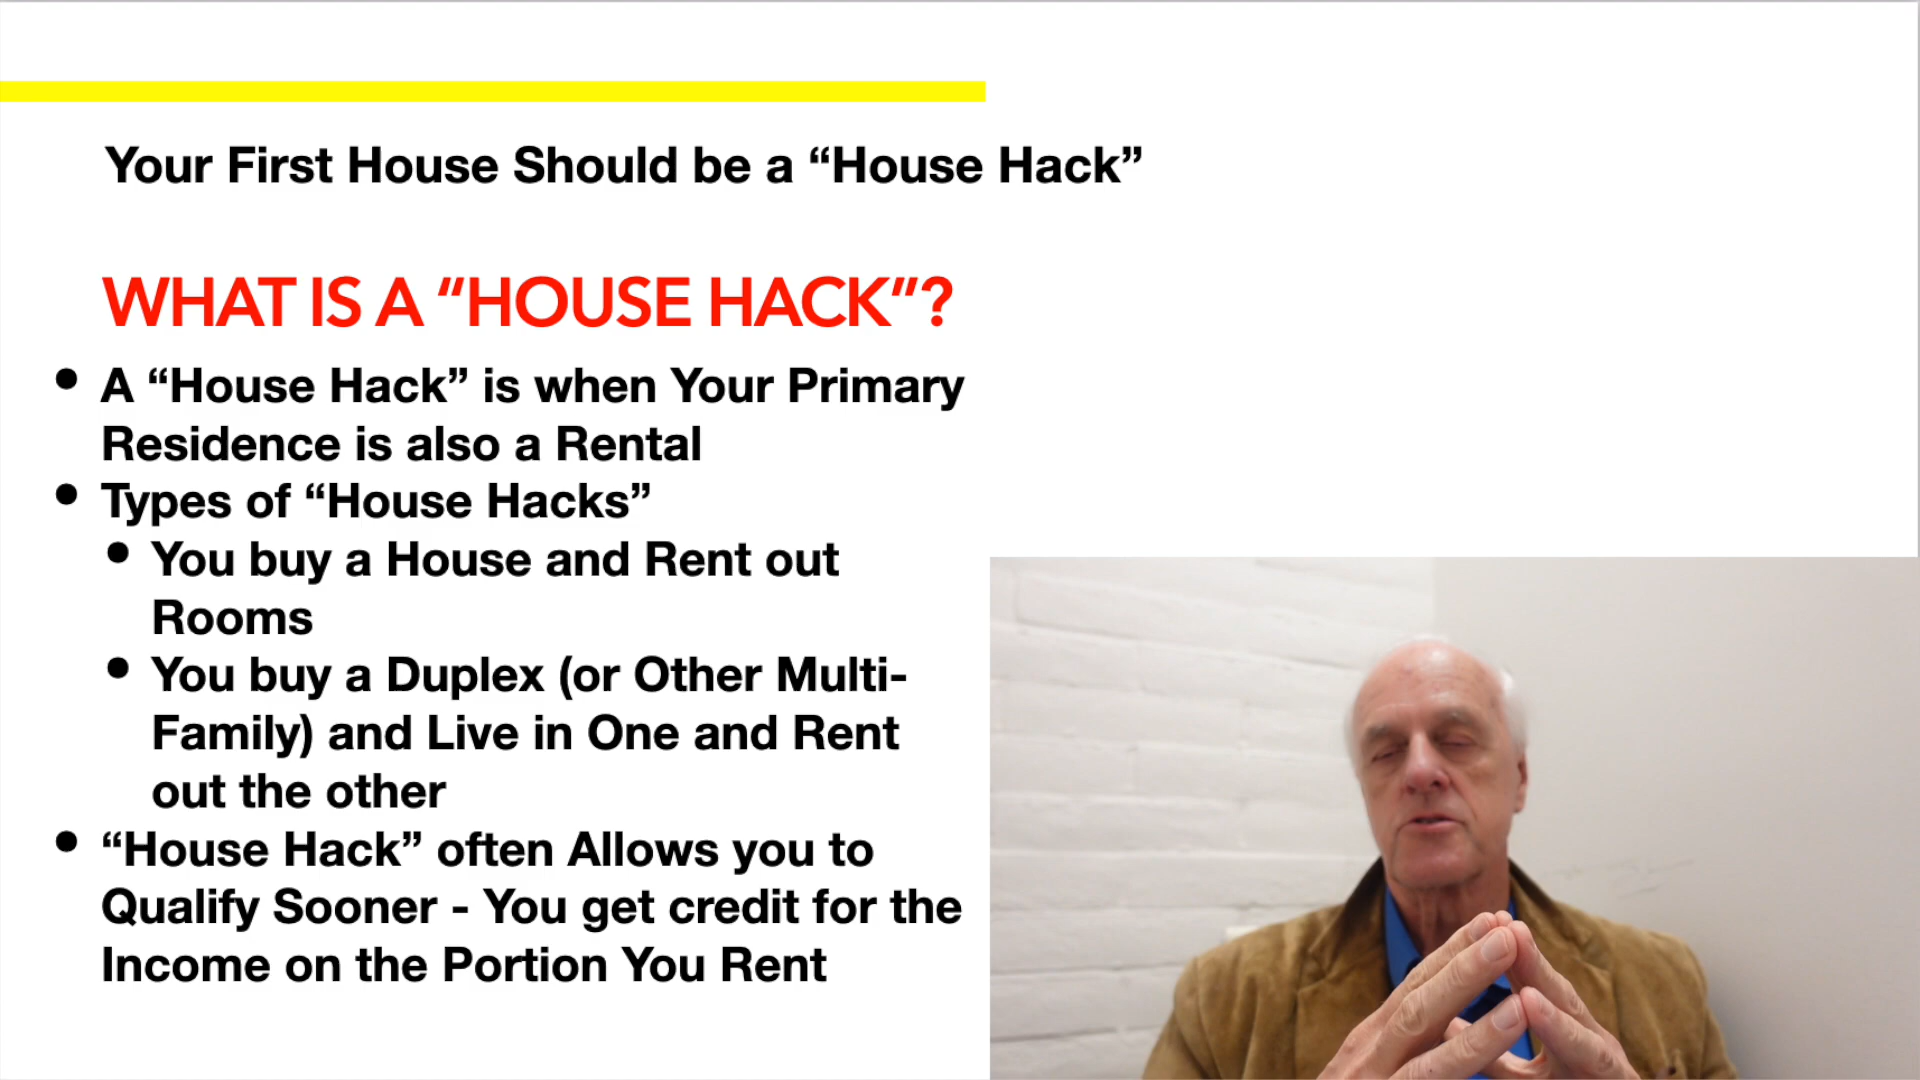 Your First House Should be a “House Hack”
WHAT IS A “HOUSE HACK”?
• A “House Hack” is when Your Primary
Residence is also a Rental
• Types of “House Hacks”
• You buy a House and Rent out
Rooms
• You buy a Duplex (or Other Multi-
Family) and Live in One and Rent
out the other
• “House Hack” often Allows you to
Qualify Sooner - You get credit for the
Income on the Portion You Rent